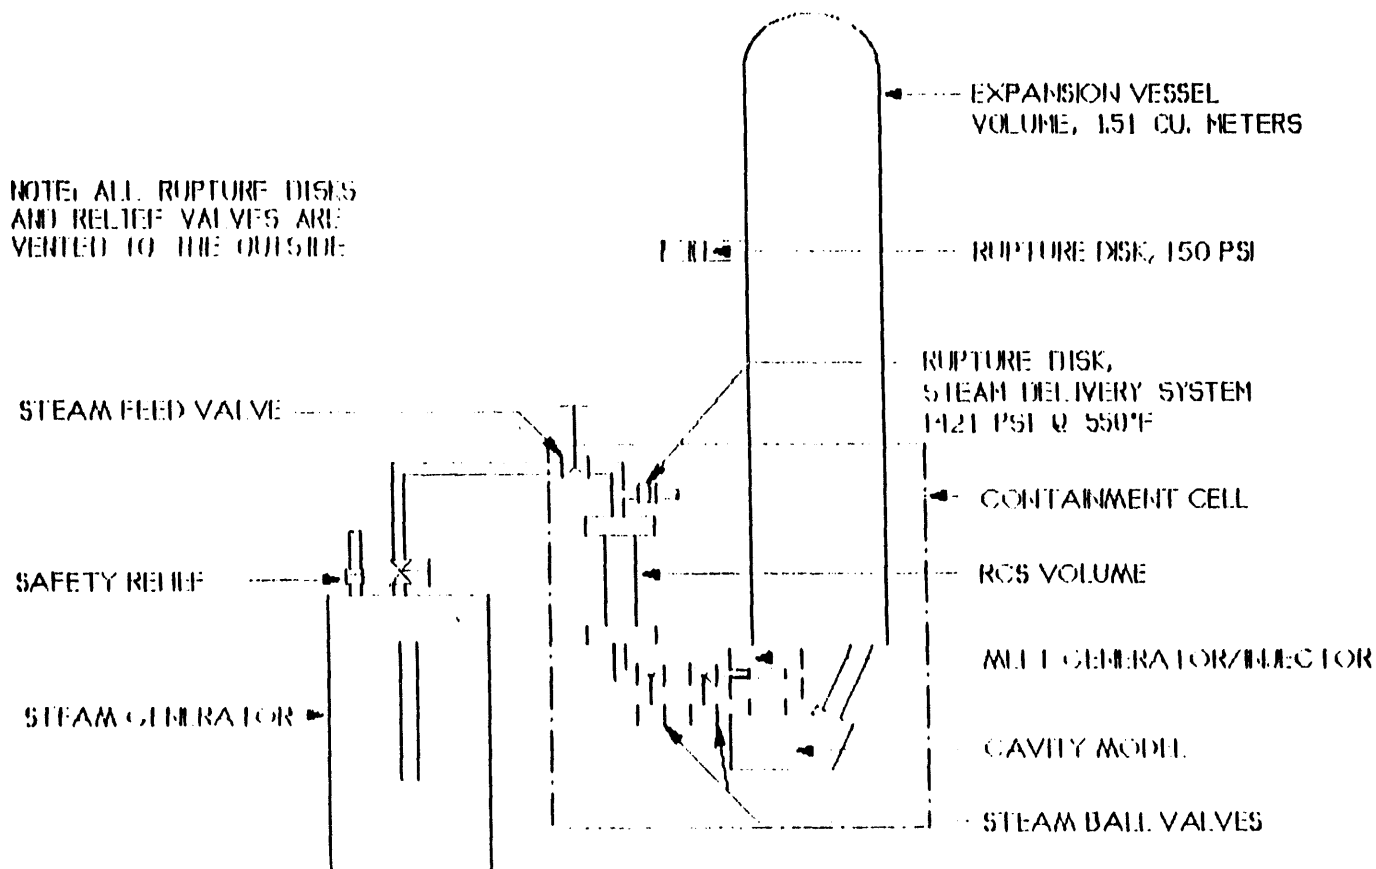 EXPANSION VESSEL
VOLUME, 1.51 CU. METERS
NOTE: ALL RUPTURE DISKS
AND RELIEF VALVES ARE
VENTED TO THE OUTSIDE
RUPTURE DISK, 150 PSI
RUPTURE DISK,
STEAM DELIVERY SYSTEM
1421 PSI @ 550°F
STEAM FEED VALVE
CONTAINMENT CELL
SAFETY RELIEF
RCS VOLUME
MELT GENERATOR/INJECTOR
STEAM GENERATOR
CAVITY MODEL
STEAM BALL VALVES